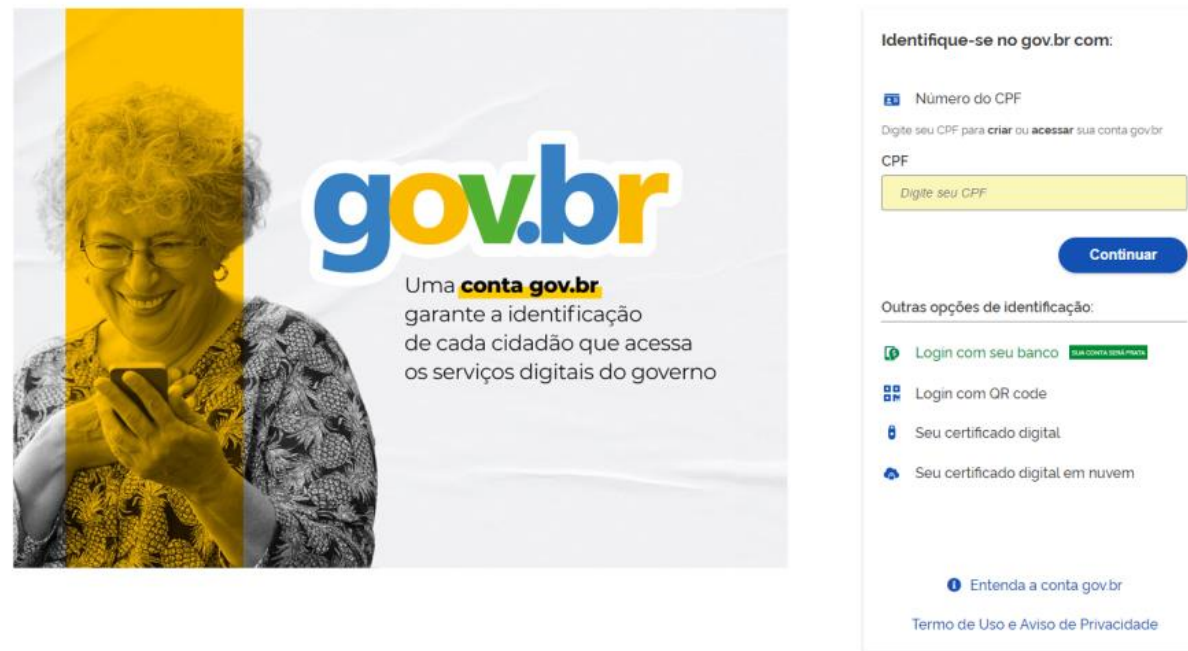 gov.br
Uma conta gov.br
garante a identificação
de cada cidadão que acessa
os serviços digitais do governo
Identifique-se no gov.br com:
Número do CPF
Digite seu CPF para criar ou acessar sua conta gov.br
CPF
Digite seu CPF
Continuar
Outras opções de identificação:
Login com seu banco SUA CONTA SERÁ PRATA
Login com QR code
Seu certificado digital
Seu certificado digital em nuvem
Entenda a conta gov.br
Termo de Uso e Aviso de Privacidade